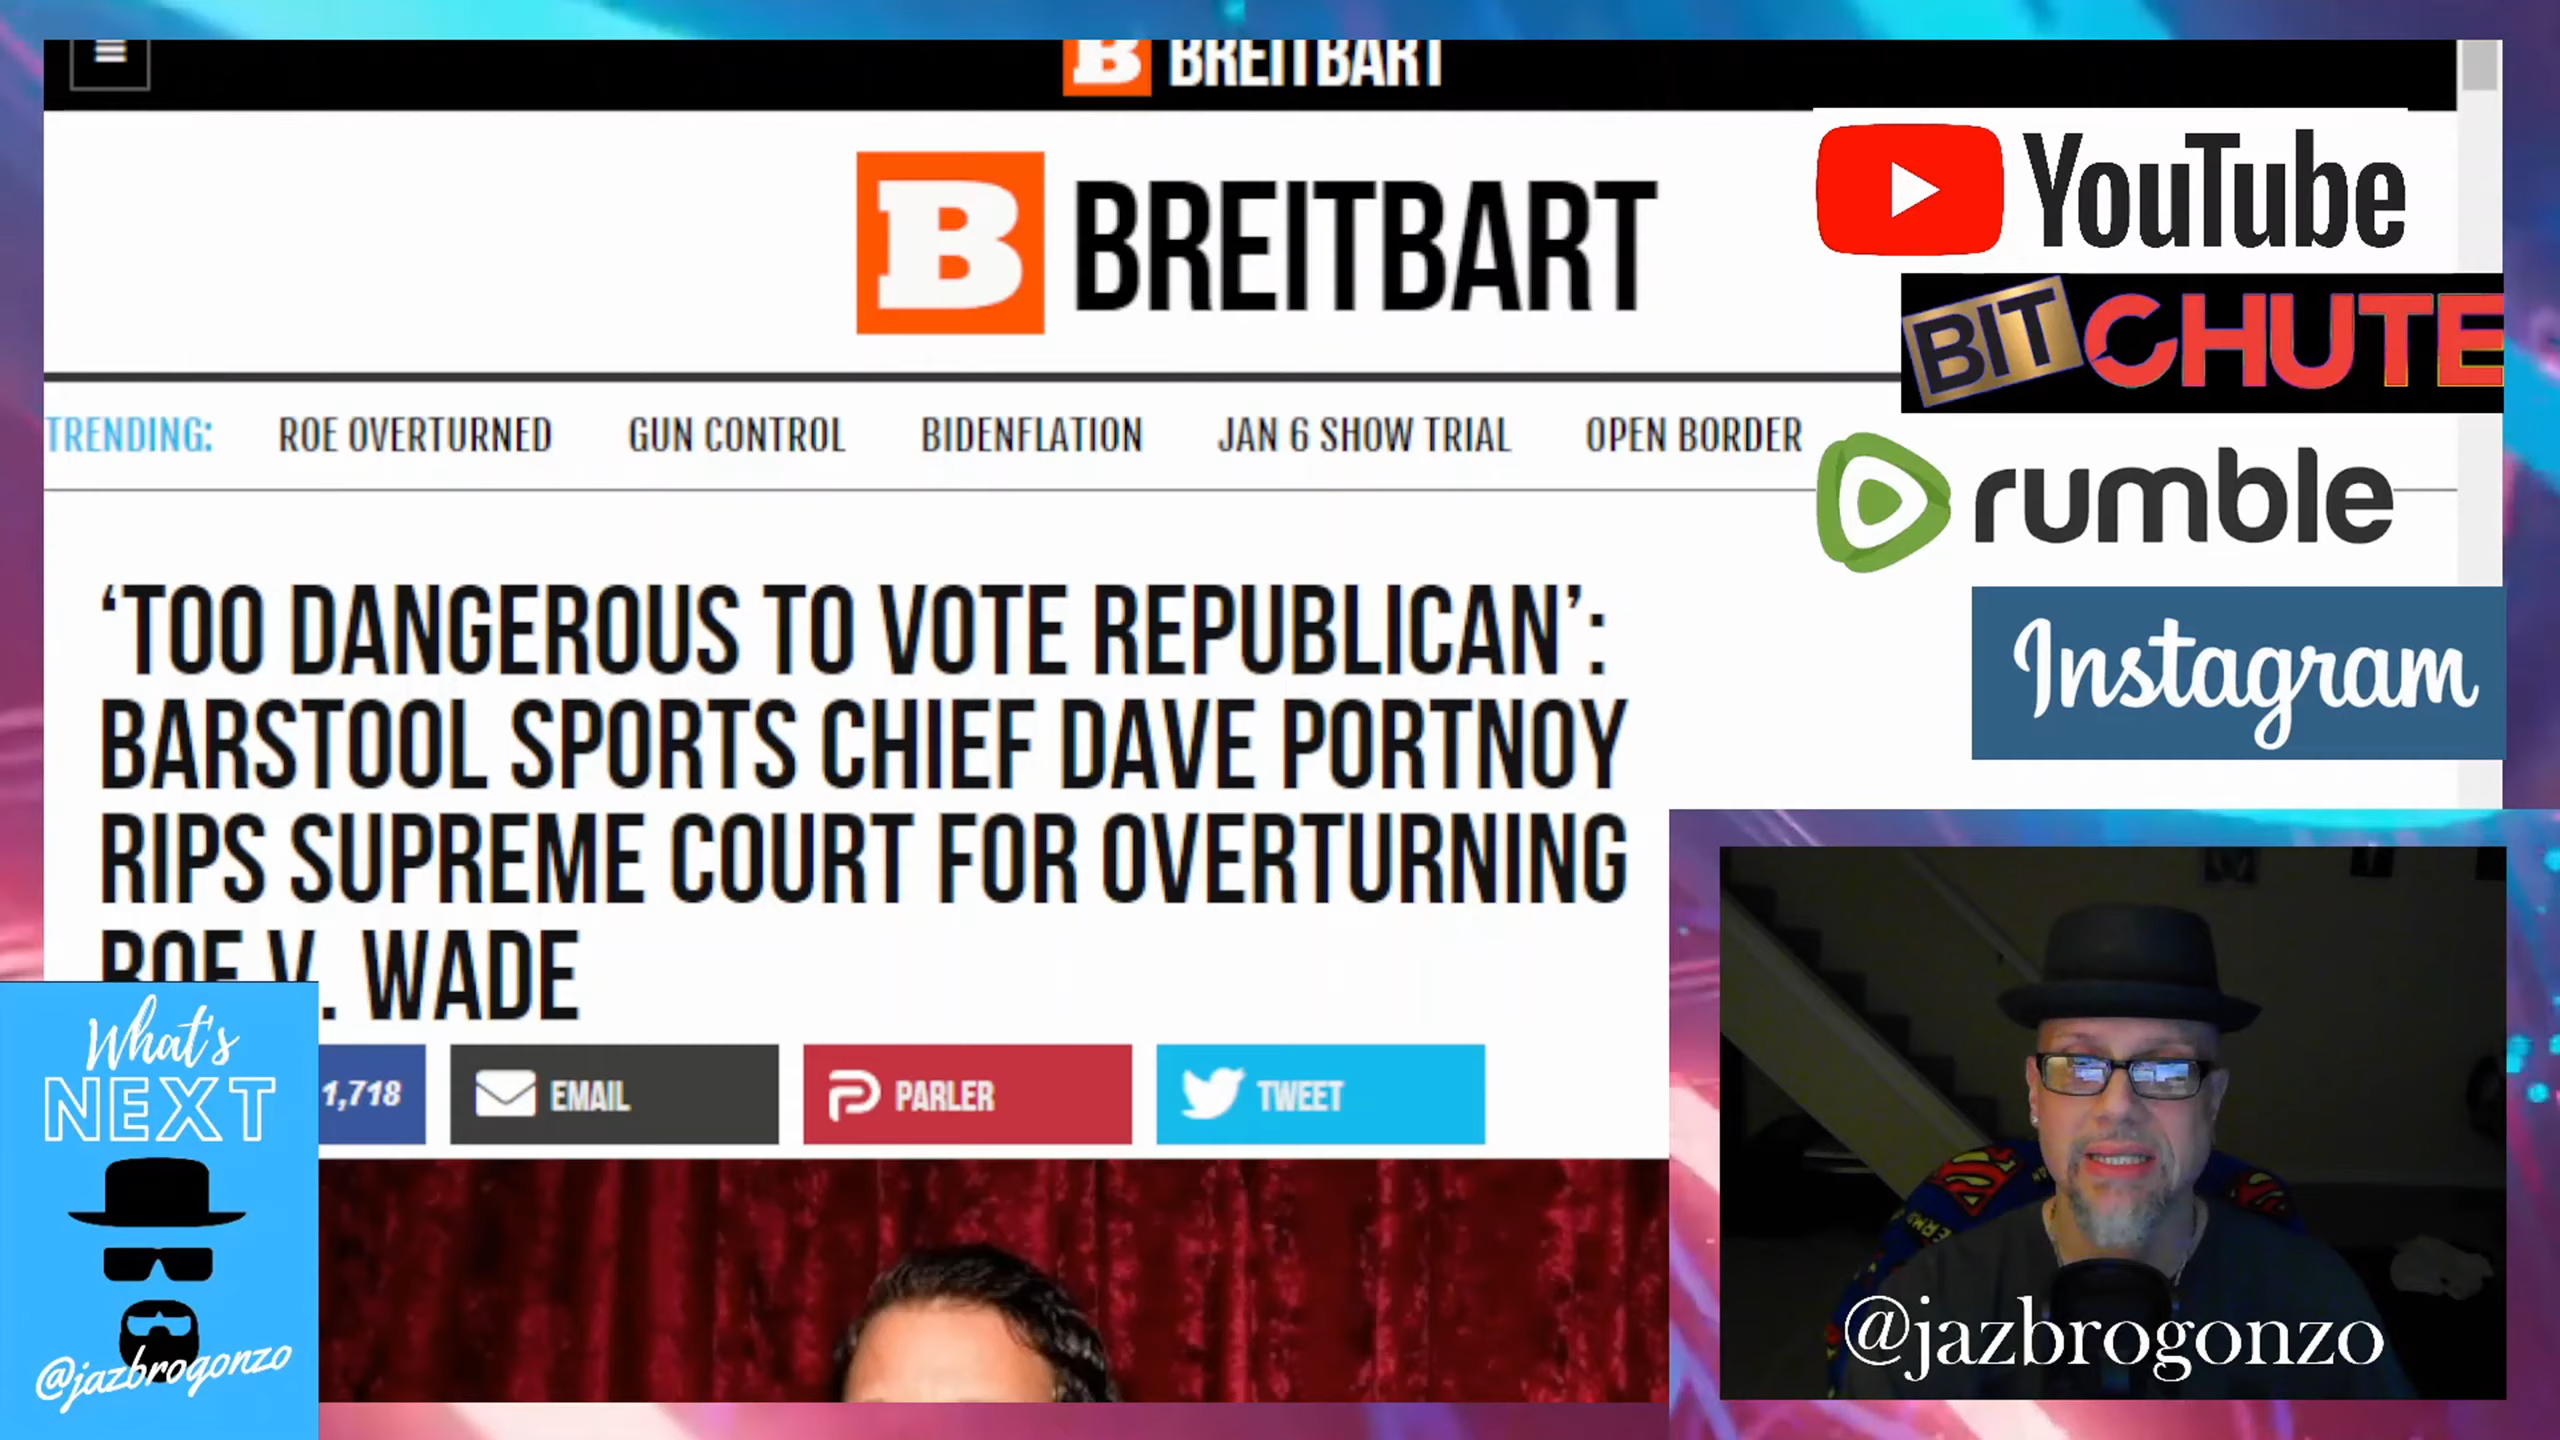 BREITBART
B BREITBART
YouTube
BITCHUTE
TRENDING: ROE OVERTURNED GUN CONTROL BIDENFLATION JAN 6 SHOW TRIAL OPEN BORDER
rumble
Instagram
‘TOO DANGEROUS TO VOTE REPUBLICAN’:
BARSTOOL SPORTS CHIEF DAVE PORTNOY
RIPS SUPREME COURT FOR OVERTURNING
ROE V. WADE
1,718 EMAIL PARLER TWEET
What's
NEXT
@jazbrogonzo
@jazbrogonzo